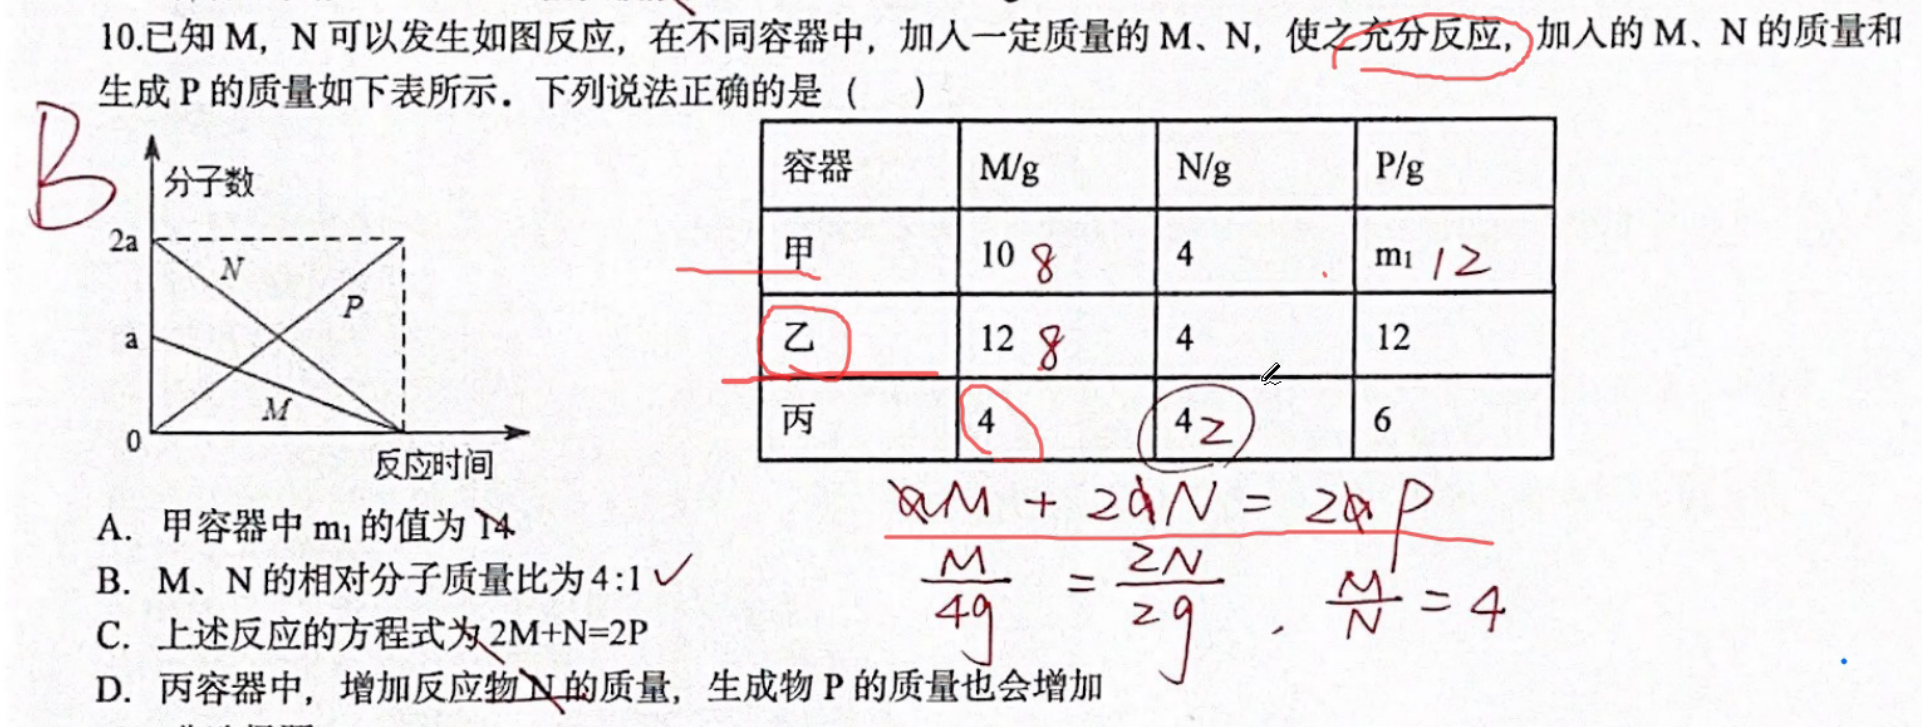 10.已知 M，N 可以发生如图反应，在不同容器中，加入一定质量的 M、N，使之充分反应，加入的 M、N 的质量和
生成 P 的质量如下表所示．下列说法正确的是（　　）
B
分子数
2a
N
P
a
M
0
反应时间
容器 M/g N/g P/g
甲 10 8 4 m₁ 12
乙 12 8 4 12
丙 4 4 2 6
aM + 2aN = 2aP
M/4g = 2N/2g , M/N = 4
A. 甲容器中 m₁ 的值为 14
B. M、N 的相对分子质量比为 4:1 ✓
C. 上述反应的方程式为 2M+N=2P
D. 丙容器中，增加反应物 N 的质量，生成物 P 的质量也会增加